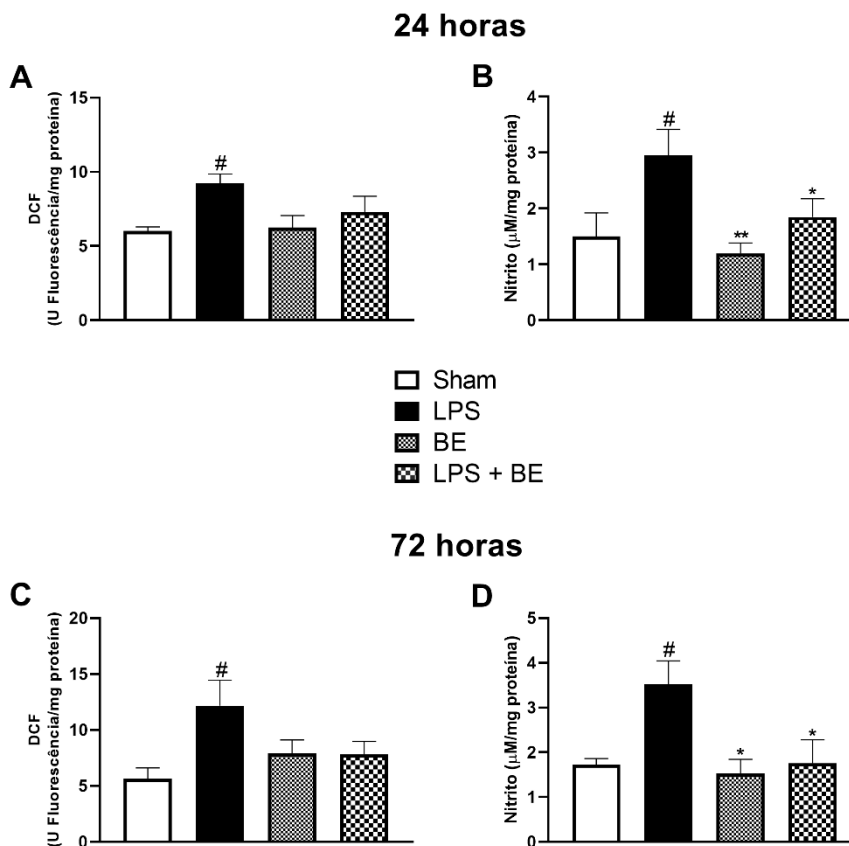 24 horas
A
DCF
(U Fluorescência/mg proteína)
15
10
5
0
#
B
Nitrito (µM/mg proteína)
4
3
2
1
0
#
**
*
Sham
LPS
BE
LPS + BE
72 horas
C
DCF
(U Fluorescência/mg proteína)
20
15
10
5
0
#
D
Nitrito (µM/mg proteína)
5
4
3
2
1
0
#
*
*